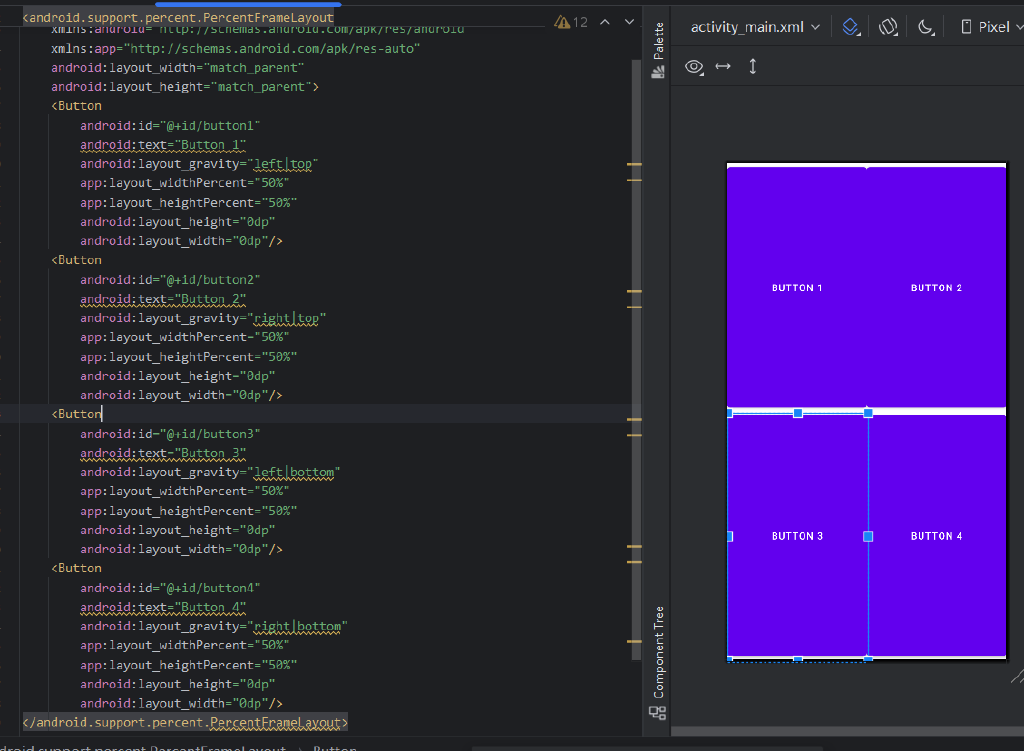 <android.support.percent.PercentFrameLayout
12
xmlns:android="http://schemas.android.com/apk/res/android"
xmlns:app="http://schemas.android.com/apk/res-auto"
android:layout_width="match_parent"
android:layout_height="match_parent">
<Button
android:id="@+id/button1"
android:text="Button 1"
android:layout_gravity="left|top"
app:layout_widthPercent="50%"
app:layout_heightPercent="50%"
android:layout_height="0dp"
android:layout_width="0dp"/>
<Button
android:id="@+id/button2"
android:text="Button 2"
android:layout_gravity="right|top"
app:layout_widthPercent="50%"
app:layout_heightPercent="50%"
android:layout_height="0dp"
android:layout_width="0dp"/>
<Button
android:id="@+id/button3"
android:text="Button 3"
android:layout_gravity="left|bottom"
app:layout_widthPercent="50%"
app:layout_heightPercent="50%"
android:layout_height="0dp"
android:layout_width="0dp"/>
<Button
android:id="@+id/button4"
android:text="Button 4"
android:layout_gravity="right|bottom"
app:layout_widthPercent="50%"
app:layout_heightPercent="50%"
android:layout_height="0dp"
android:layout_width="0dp"/>
</android.support.percent.PercentFrameLayout>
droid.support.percent.PercentFrameLayout > Button
Palette
Component Tree
activity_main.xml
Pixel
BUTTON 1
BUTTON 2
BUTTON 3
BUTTON 4